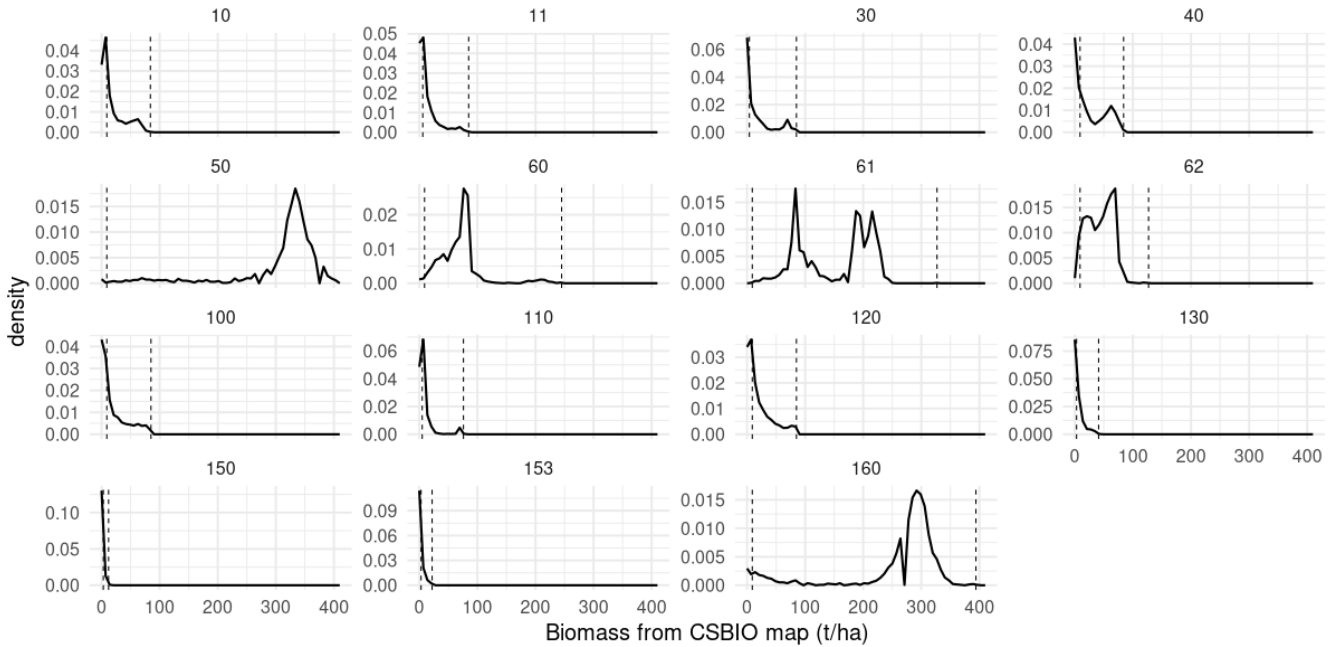 10 11 30 40
0.04 0.05 0.06 0.04
0.03 0.04 0.04 0.03
0.02 0.03 0.02 0.02
0.01 0.02 0.00 0.01
0.00 0.01 0.00
0.00
50 60 61 62
0.015 0.02 0.015 0.015
0.010 0.01 0.010 0.010
0.005 0.00 0.005 0.005
0.000 0.000 0.000
100 110 120 130
0.04 0.06 0.03 0.075
0.03 0.04 0.02 0.050
0.02 0.02 0.01 0.025
0.01 0.00 0.00 0.000
0.00
0 100 200 300 400
150 153 160
0.10 0.09 0.015
0.05 0.06 0.010
0.00 0.03 0.005
0.00 0.000
0 100 200 300 400 0 100 200 300 400 0 100 200 300 400
Biomass from CSBIO map (t/ha)
density